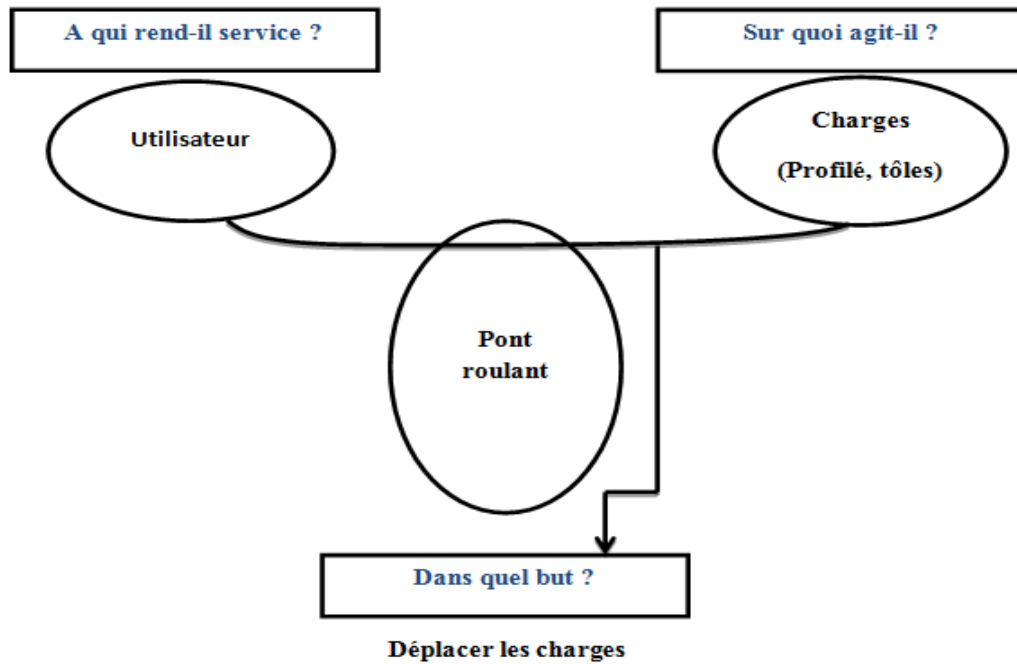 A qui rend-il service ?
Sur quoi agit-il ?
Utilisateur
Charges
(Profilé, tôles)
Pont
roulant
Dans quel but ?
Déplacer les charges